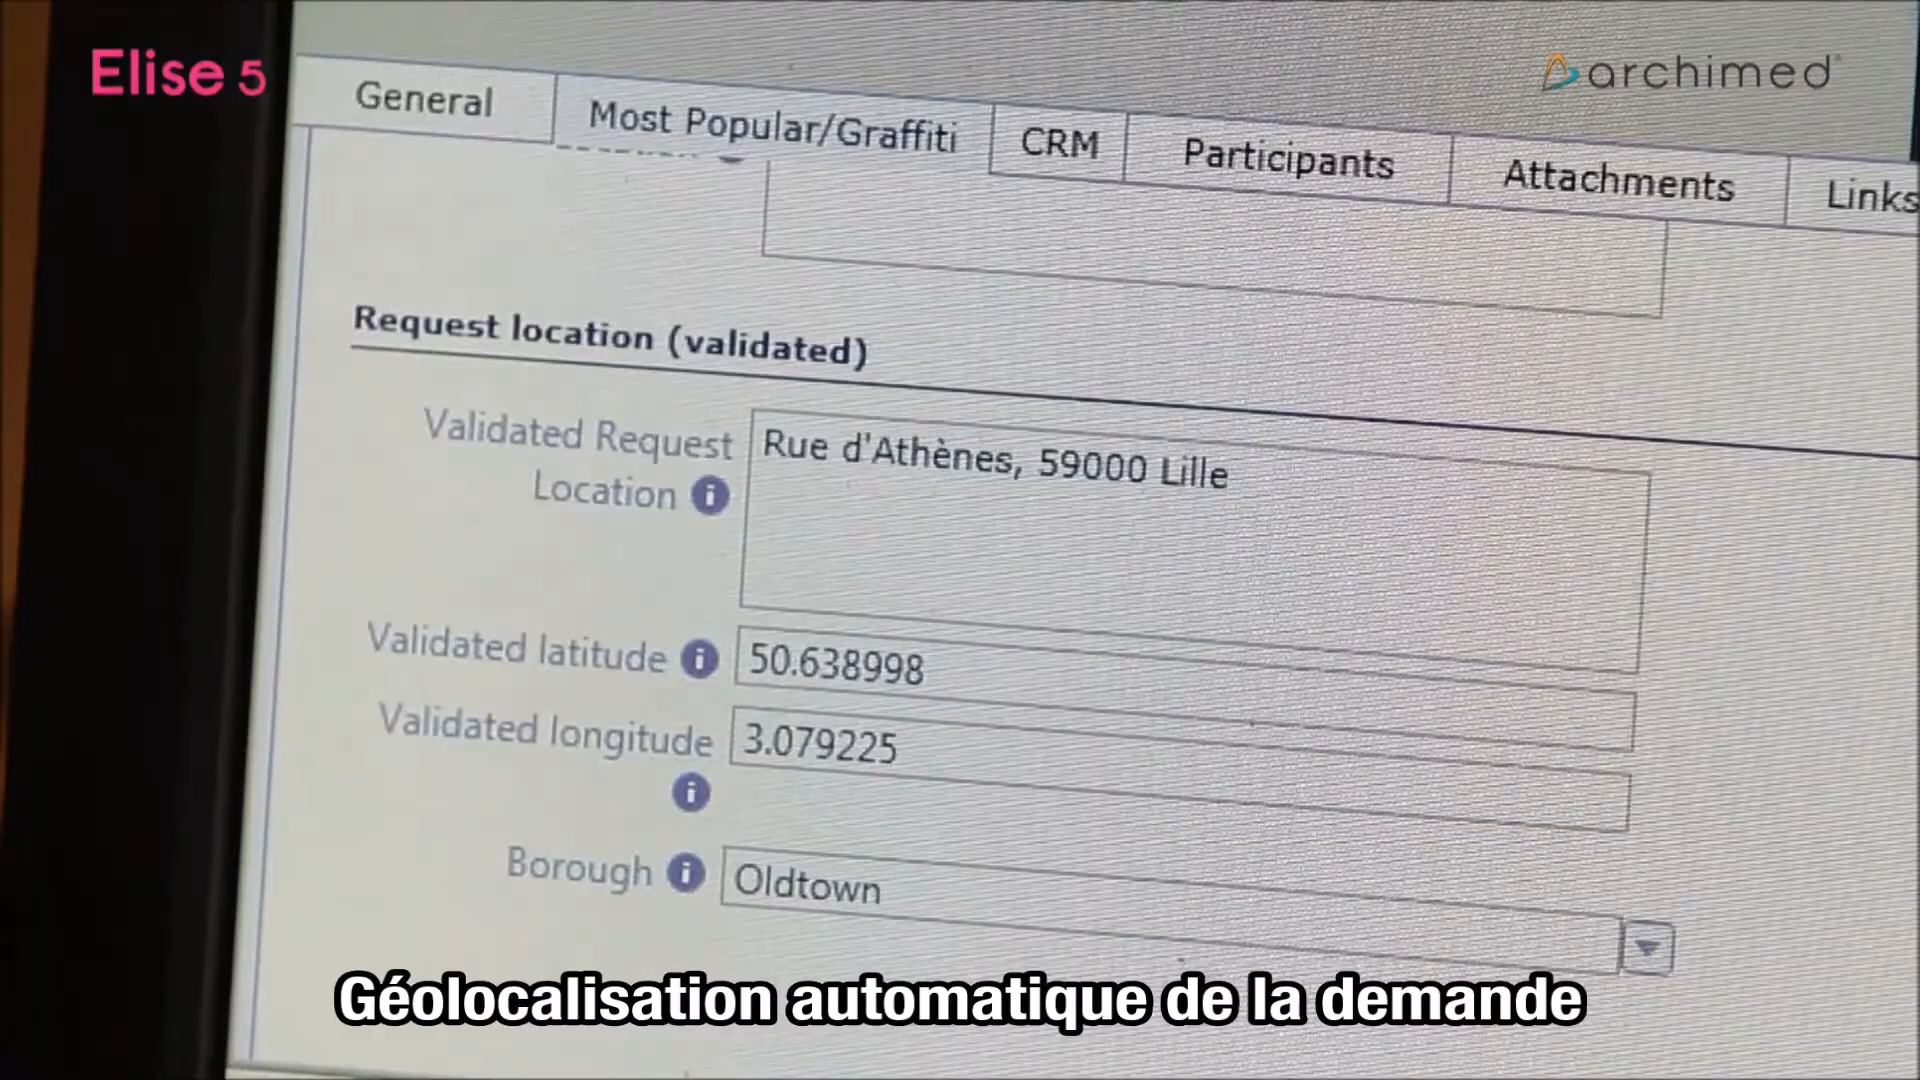 Elise 5
archimed
General
Most Popular/Graffiti
CRM
Participants
Attachments
Links
Request location (validated)
Validated Request
Location
Rue d'Athènes, 59000 Lille
Validated latitude
50.638998
Validated longitude
3.079225
Borough
Oldtown
Géolocalisation automatique de la demande